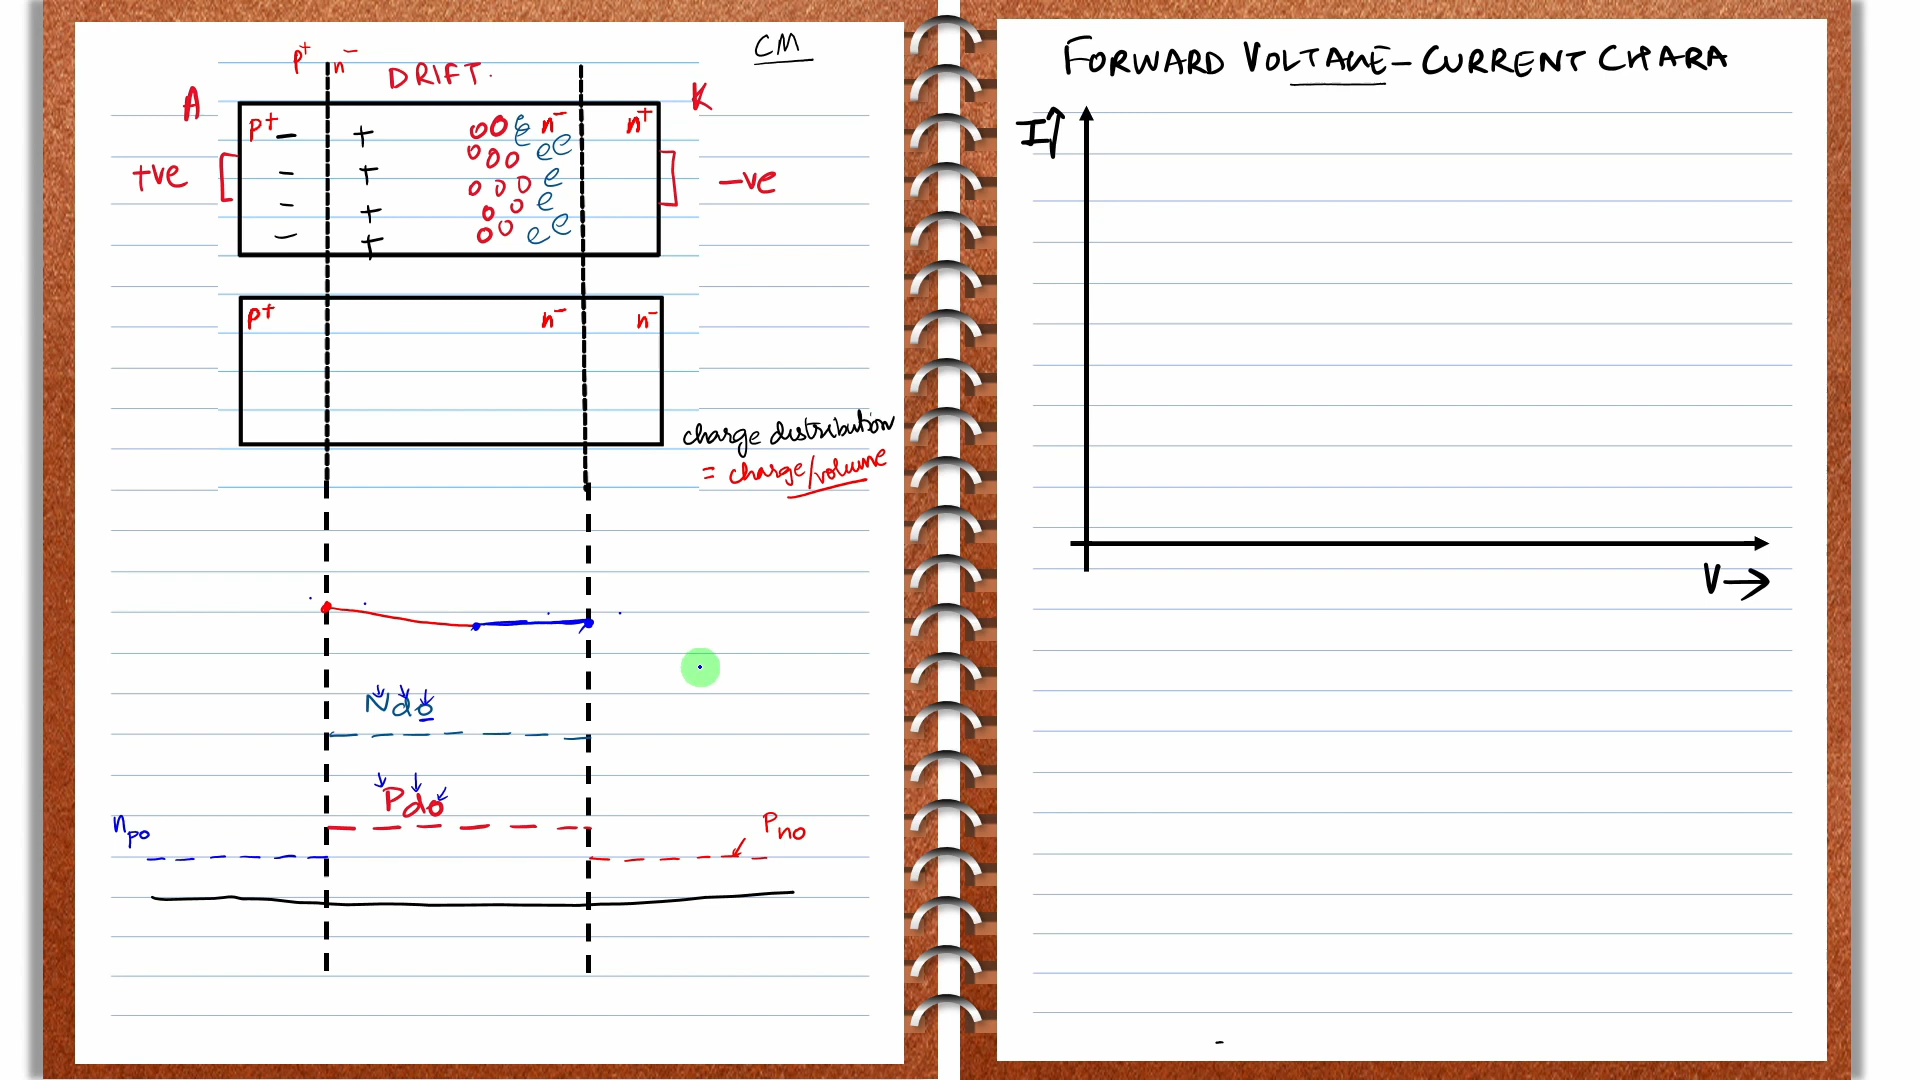 CM
p+ n-
DRIFT.
A K
p+ - + n- n+
e
e e
+ve - + e -ve
- + e
- + e e
p+ n- n-
charge distribution
= charge/volume
Ndo
Pdo
npo Pno
FORWARD VOLTAGE-CURRENT CHARA
I↑
V→